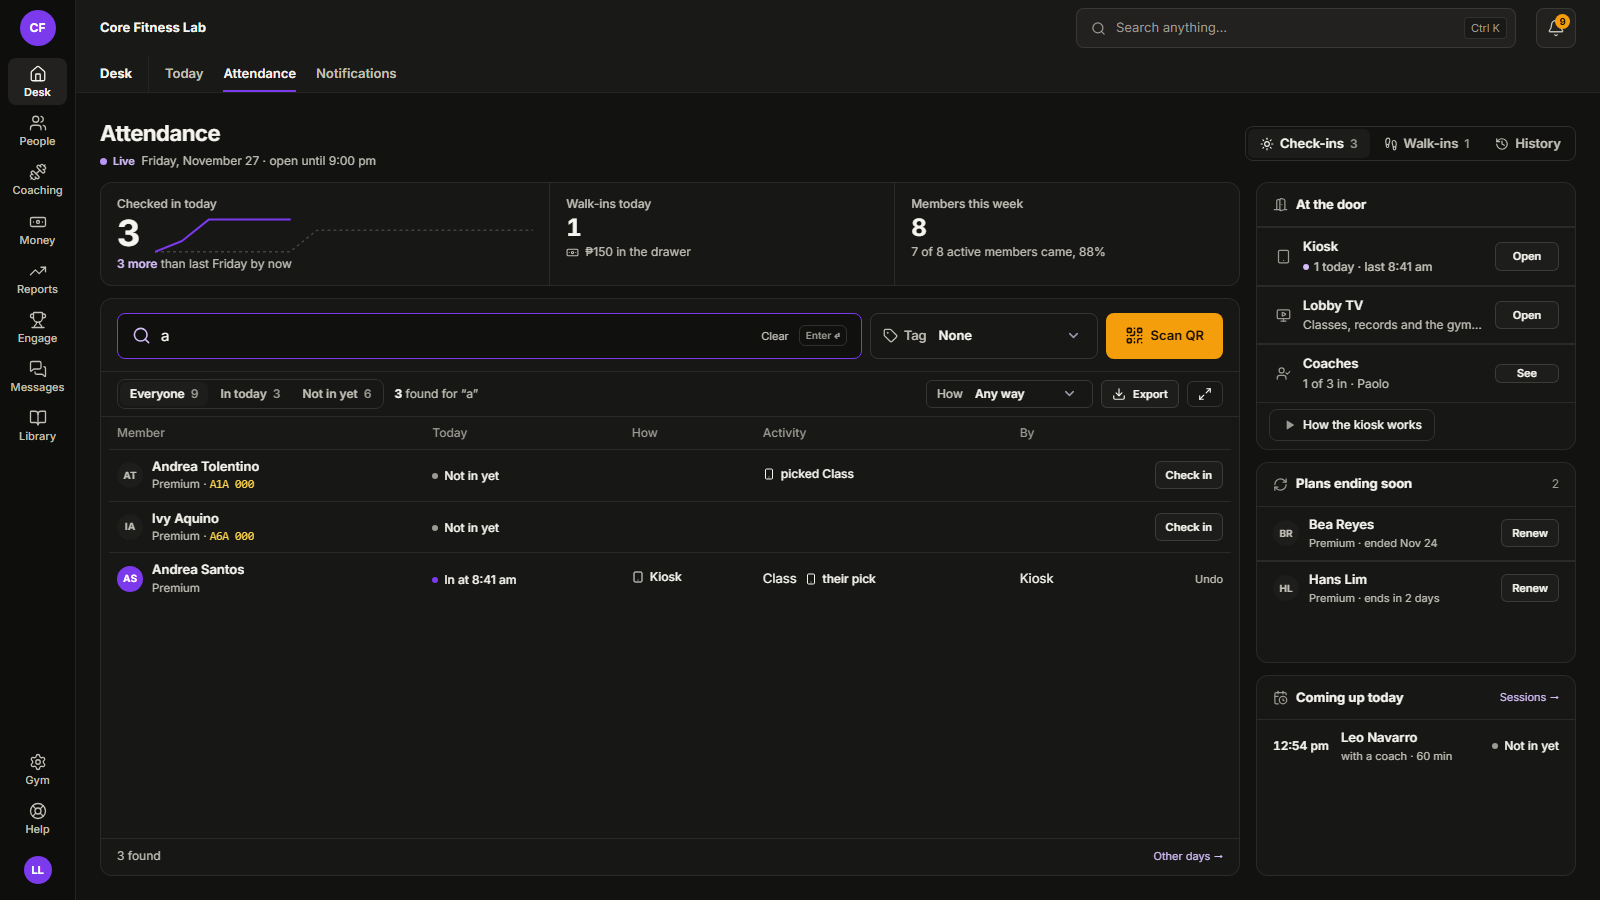 CF
Core Fitness Lab
Search anything...
Ctrl K
9
Desk
People
Coaching
Money
Reports
Engage
Messages
Library
Gym
Help
LL
Desk
Today
Attendance
Notifications
Attendance
Live Friday, November 27 · open until 9:00 pm
Check-ins 3
Walk-ins 1
History
Checked in today
3
3 more than last Friday by now
Walk-ins today
1
₱150 in the drawer
Members this week
8
7 of 8 active members came, 88%
a
Clear
Enter ↵
Tag None
Scan QR
Everyone 9
In today 3
Not in yet 6
3 found for “a”
How Any way
Export
Member Today How Activity By
AT
Andrea Tolentino
Premium · A1A 000
Not in yet
picked Class
Check in
IA
Ivy Aquino
Premium · A6A 000
Not in yet
Check in
AS
Andrea Santos
Premium
In at 8:41 am
Kiosk
Class their pick
Kiosk
Undo
3 found
Other days →
At the door
Kiosk
1 today · last 8:41 am
Open
Lobby TV
Classes, records and the gym...
Open
Coaches
1 of 3 in · Paolo
See
How the kiosk works
Plans ending soon 2
BR
Bea Reyes
Premium · ended Nov 24
Renew
HL
Hans Lim
Premium · ends in 2 days
Renew
Coming up today
Sessions →
12:54 pm
Leo Navarro
with a coach · 60 min
Not in yet